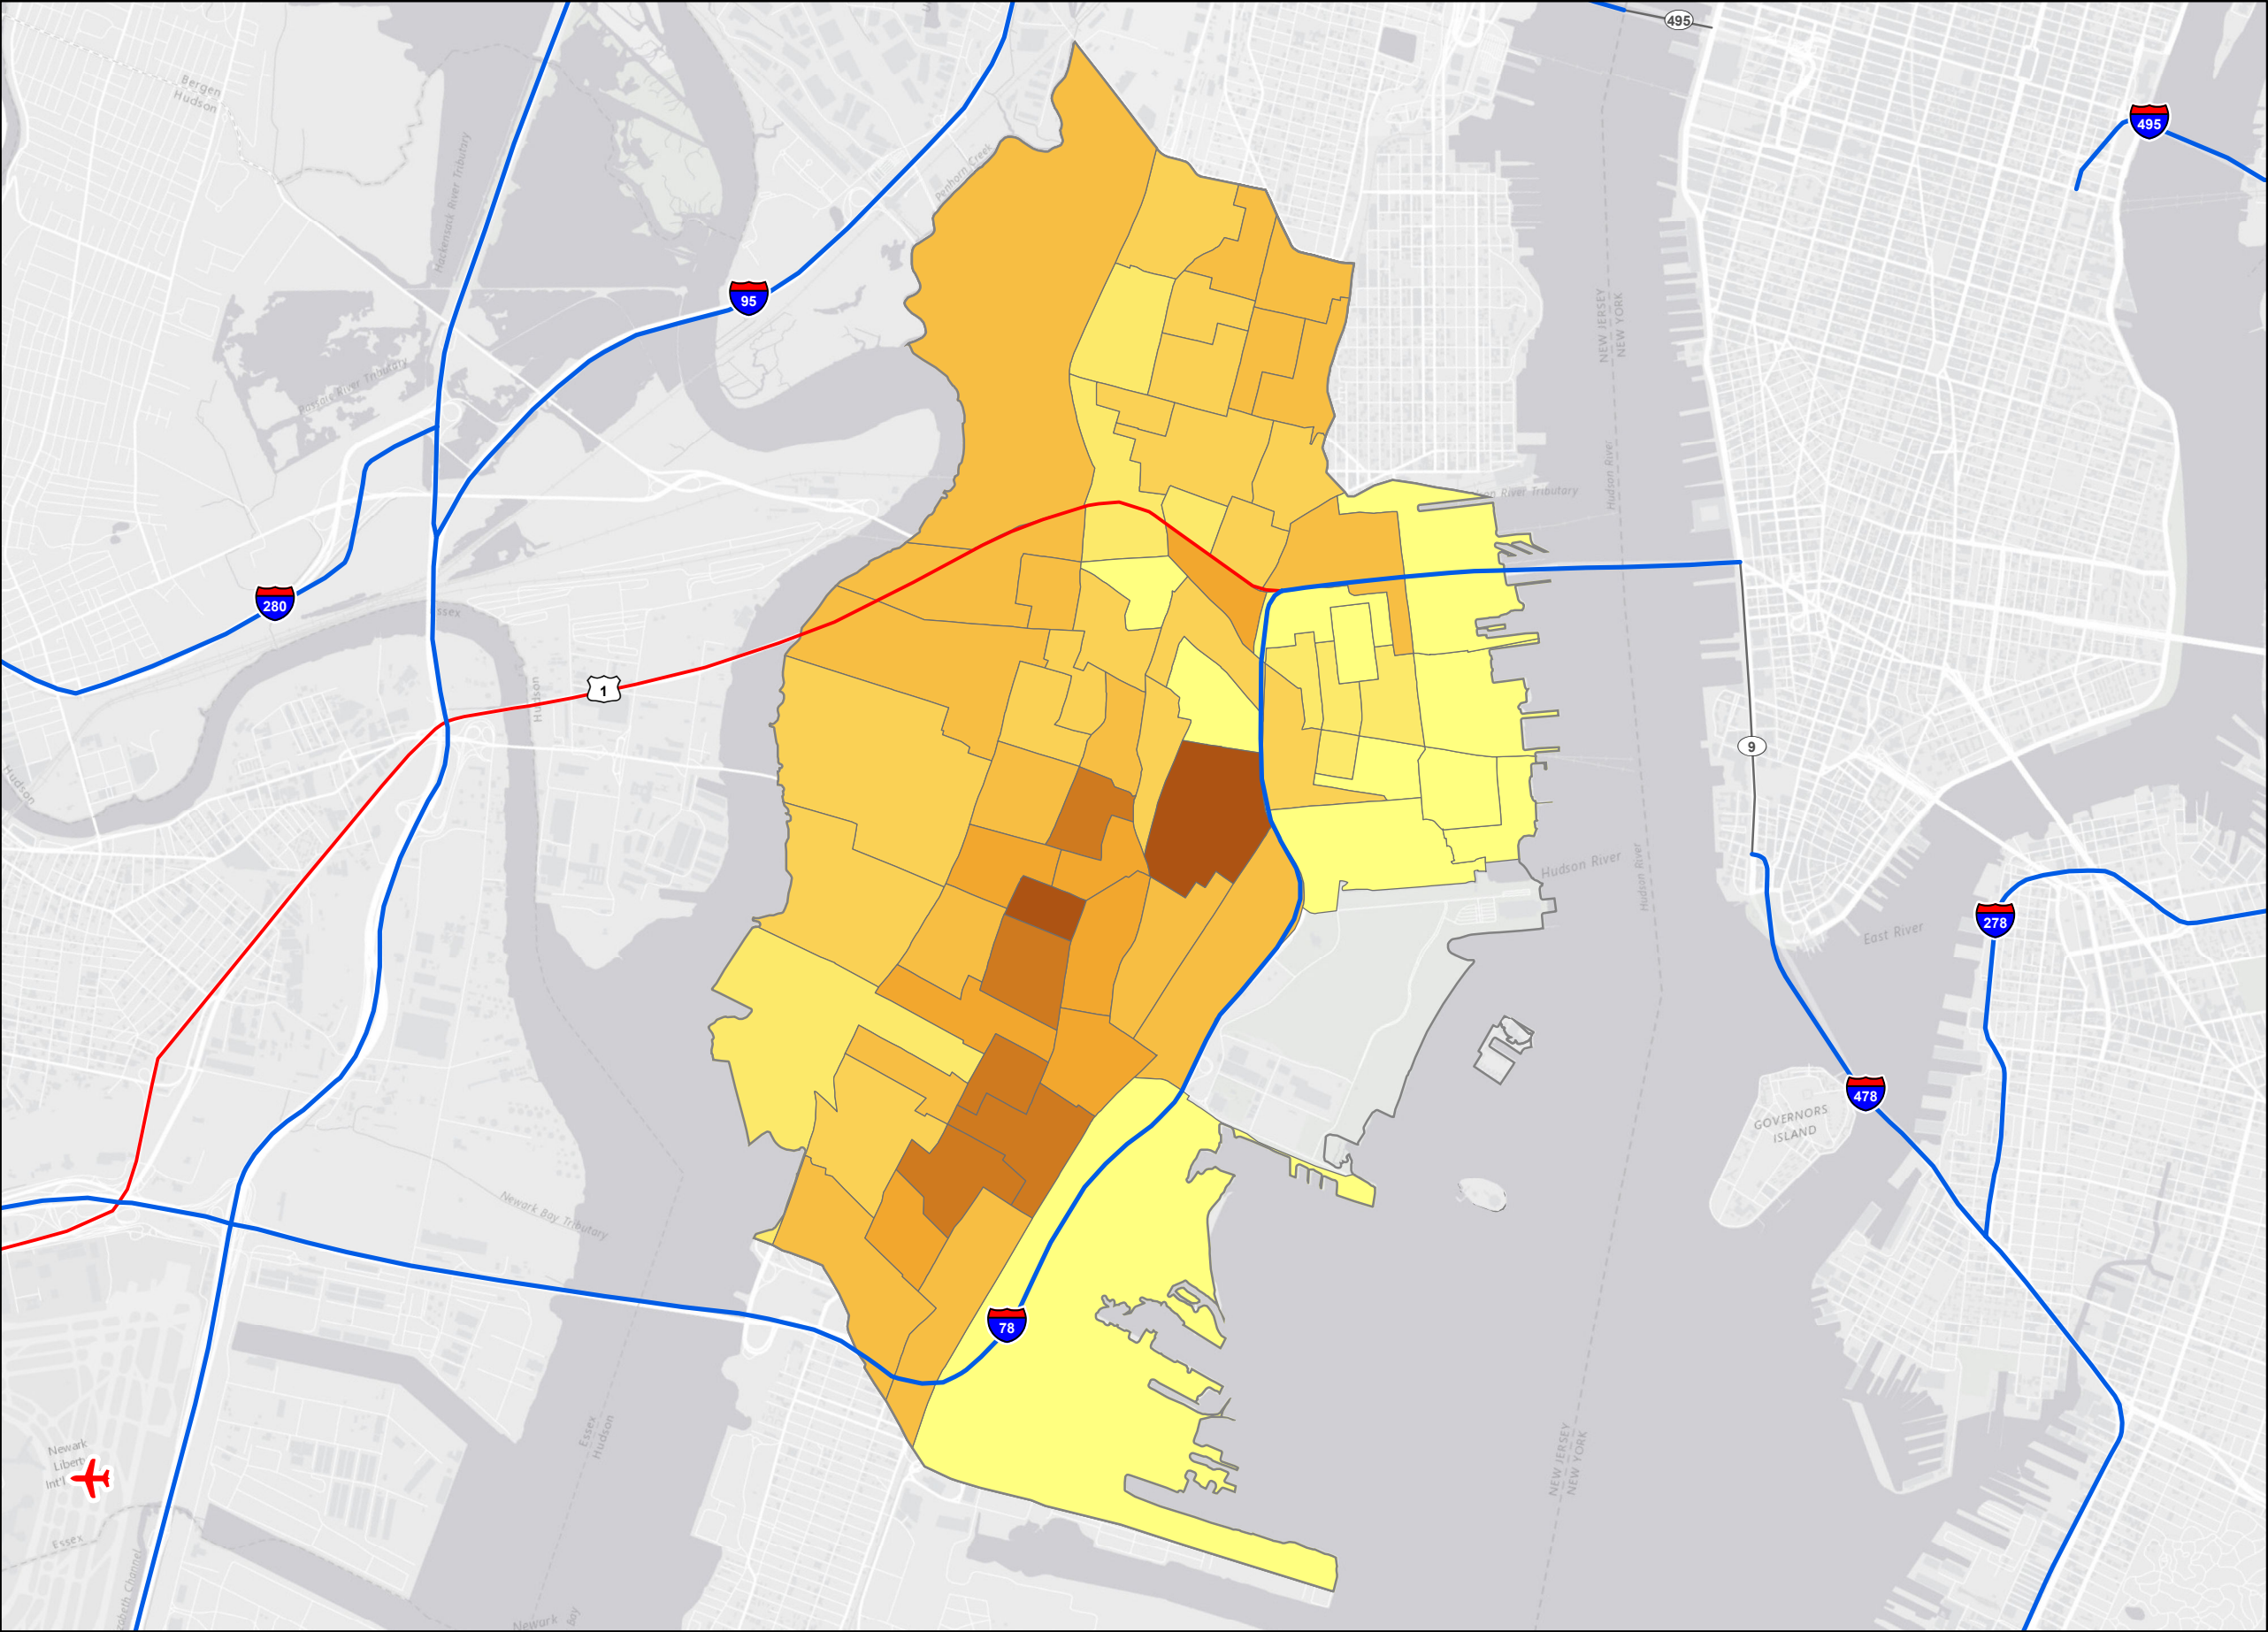 495
Bergen
Hudson
495
Hackensack River Tributary
Penhorn Creek
95
NEW JERSEY
NEW YORK
Passaic River Tributary
Hudson River
River Tributary
280
Essex
Hudson
1
Hudson
9
Hudson River
Hudson River
278
East River
GOVERNORS
ISLAND
478
Newark Bay Tributary
78
Essex
Hudson
NEW JERSEY
NEW YORK
Newark
Liberty
Int'l
Essex
Newark Bay
Channel